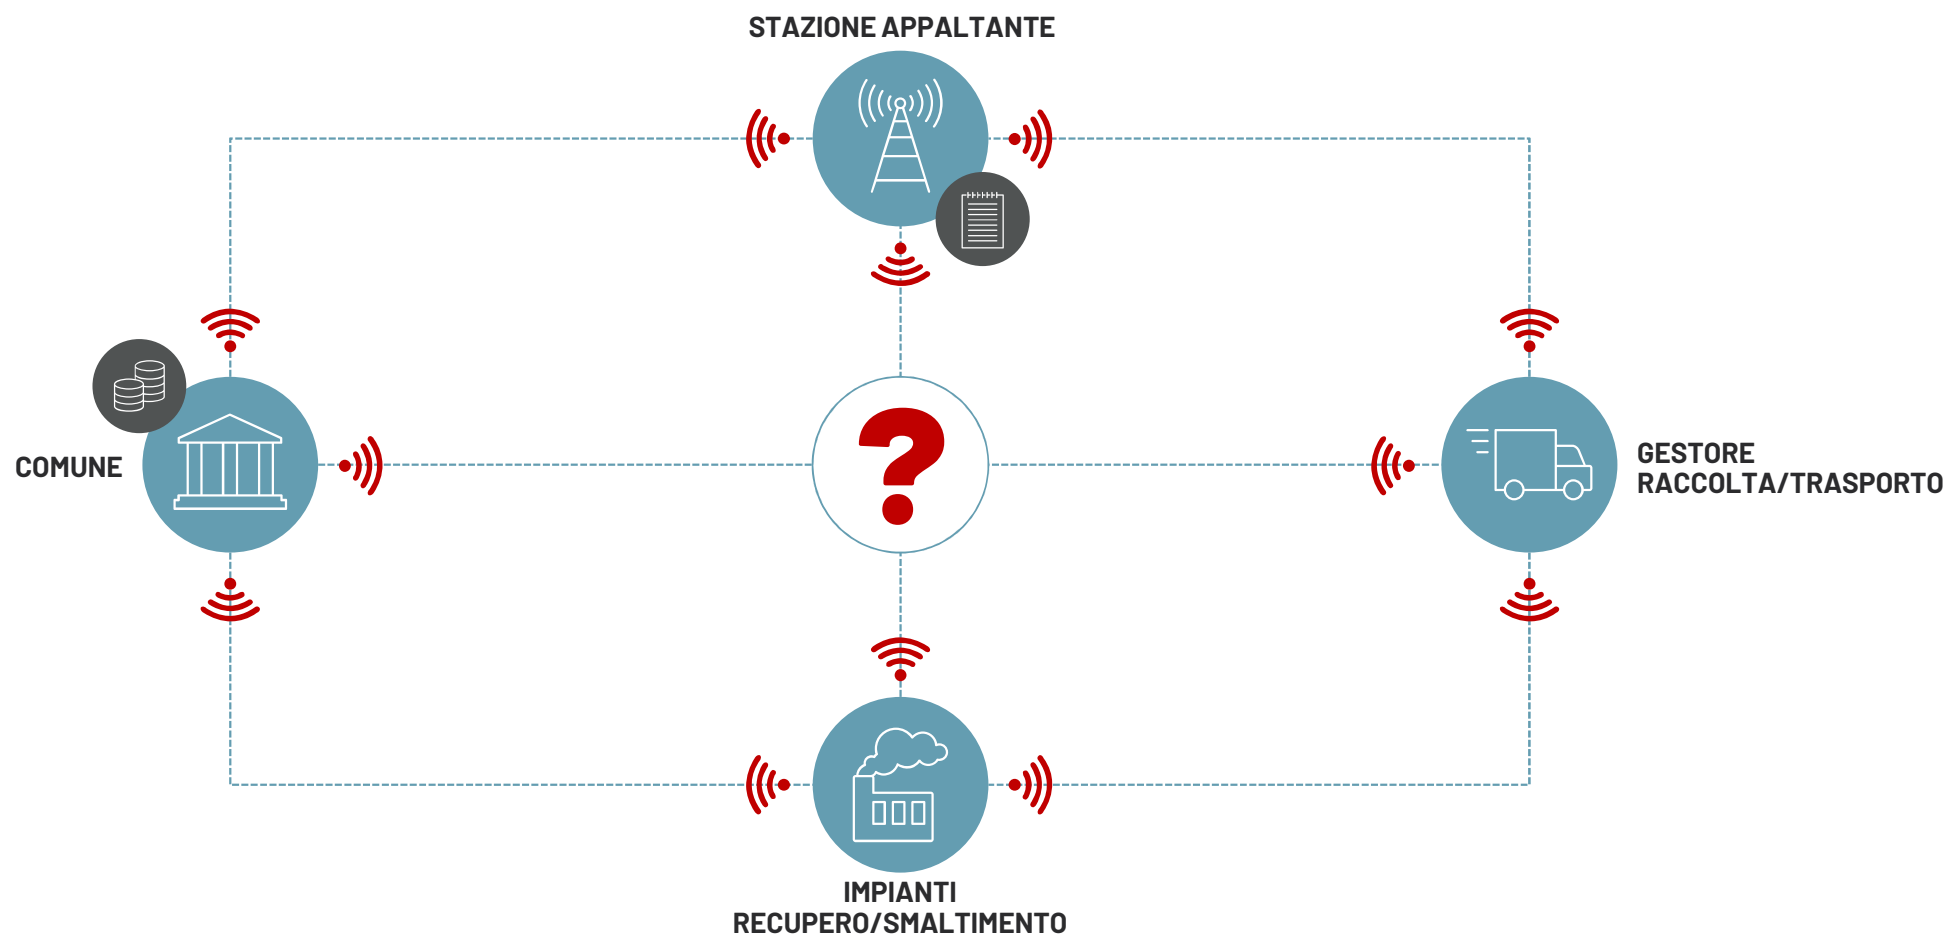 STAZIONE APPALTANTE
COMUNE
?
GESTORE
RACCOLTA/TRASPORTO
IMPIANTI
RECUPERO/SMALTIMENTO